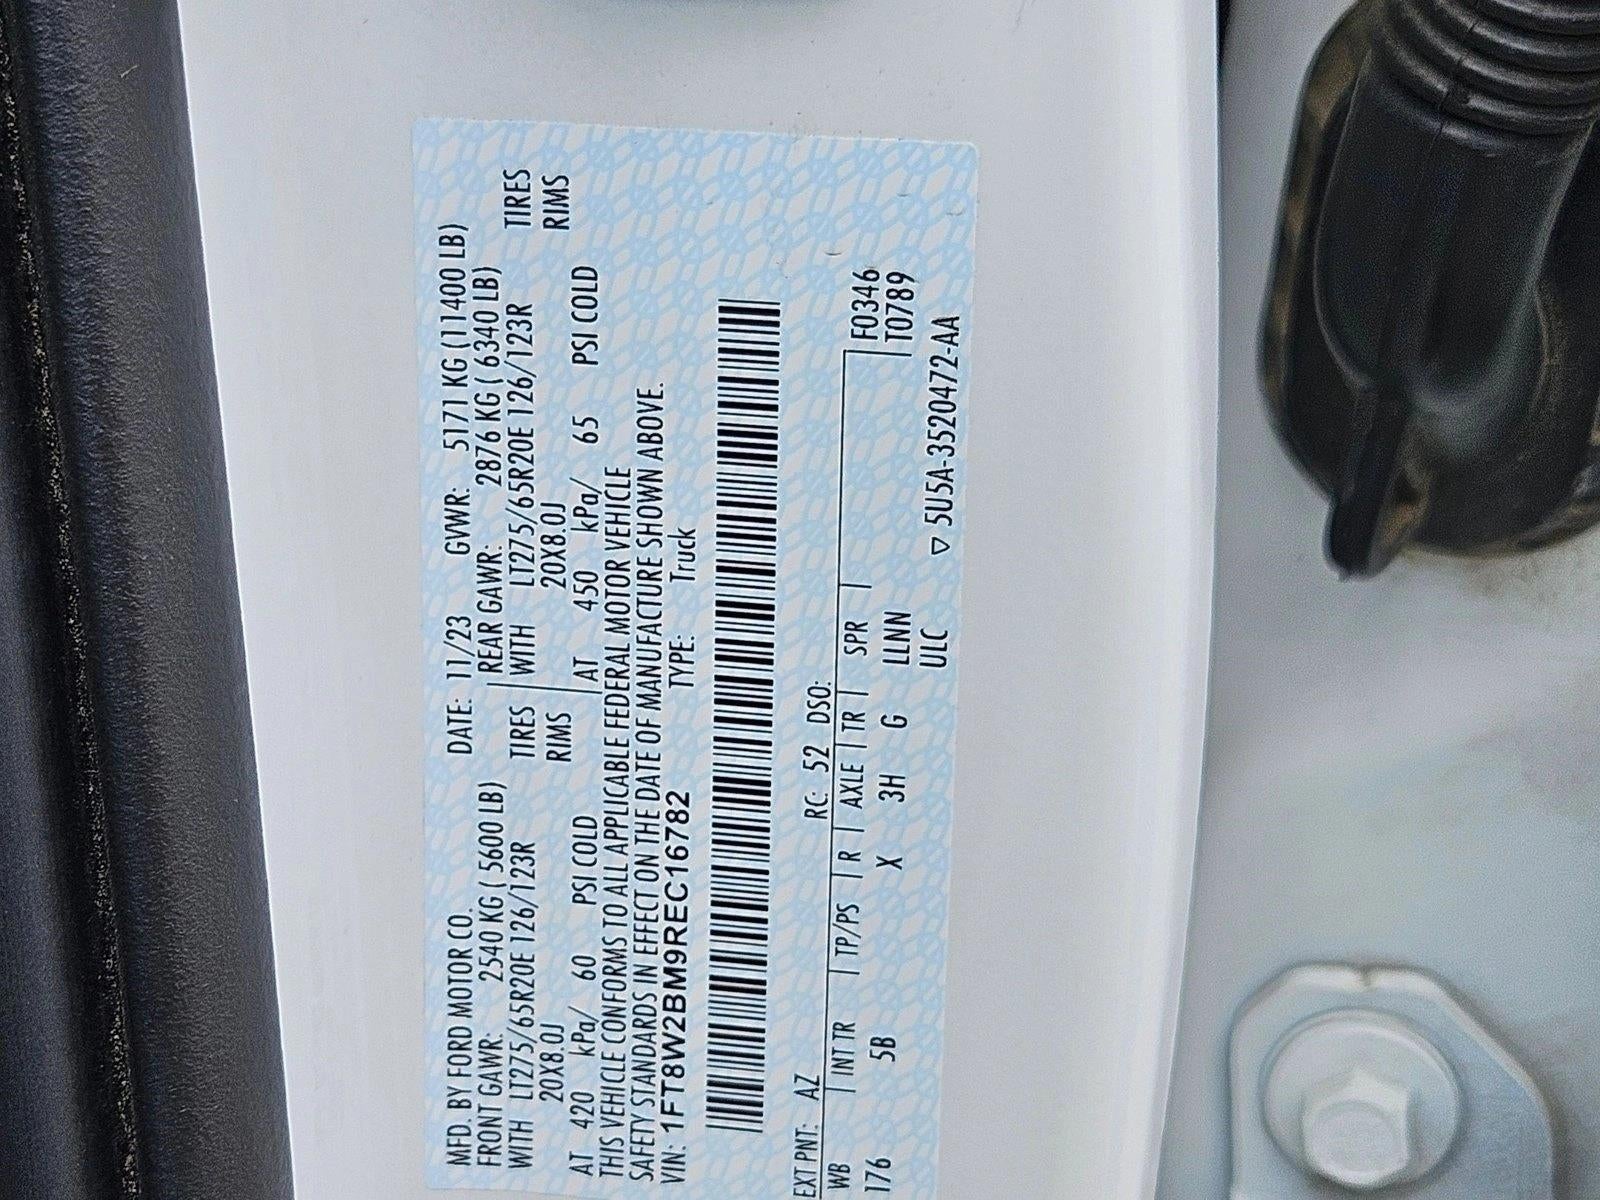 MFD. BY FORD MOTOR CO. DATE: 11/23 GVWR: 5171 KG (11400 LB)
FRONT GAWR: 2540 KG ( 5600 LB) REAR GAWR: 2876 KG ( 6340 LB)
WITH LT275/65R20E 126/123R TIRES WITH LT275/65R20E 126/123R TIRES
20X8.0J RIMS 20X8.0J RIMS
AT 420 kPa/ 60 PSI COLD AT 450 kPa/ 65 PSI COLD
THIS VEHICLE CONFORMS TO ALL APPLICABLE FEDERAL MOTOR VEHICLE
SAFETY STANDARDS IN EFFECT ON THE DATE OF MANUFACTURE SHOWN ABOVE.
VIN: 1FT8W2BM9REC16782 TYPE: Truck
EXT PNT: AZ RC: 52 DSO:
WB INT TR TP/PS R AXLE TR SPR F0346
176 5B X 3H G LLNN T0789
ULC ▽ 5U5A-3520472-AA